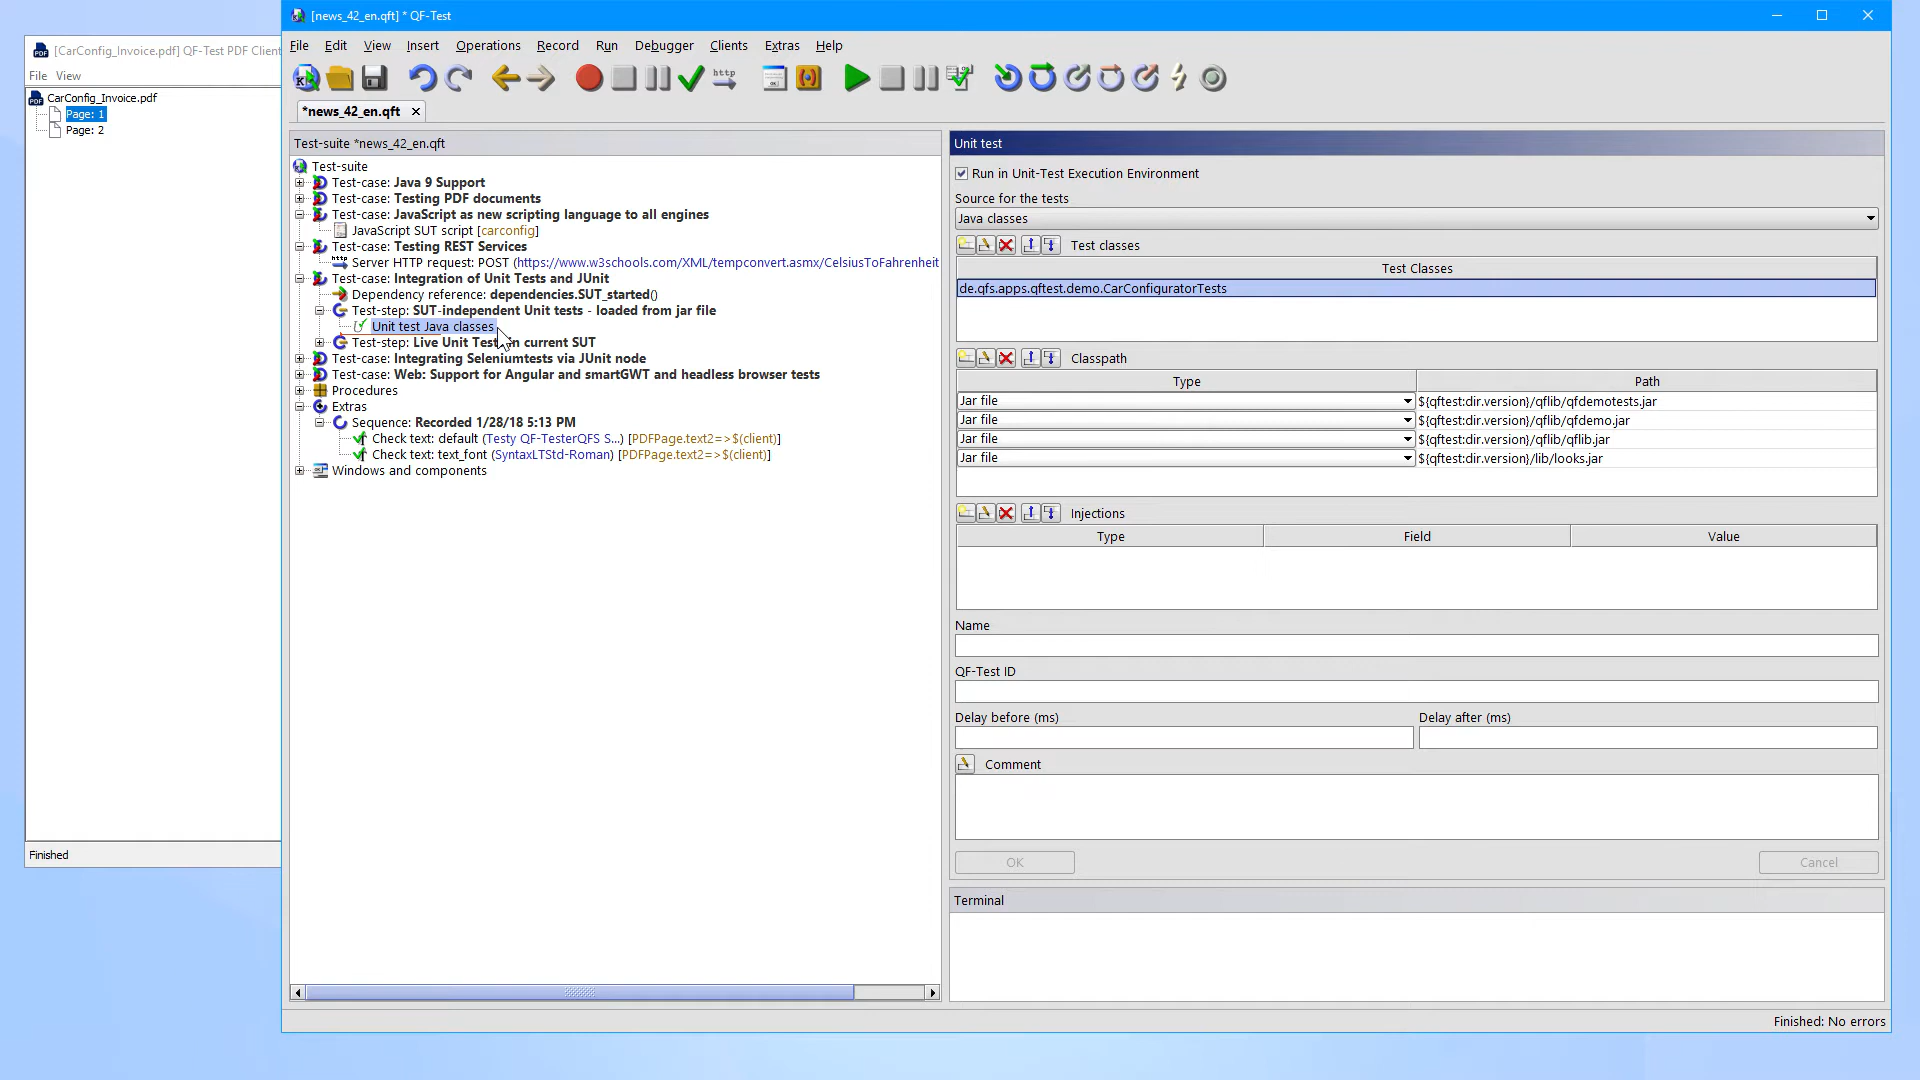 [CarConfig_Invoice.pdf] QF-Test PDF Client
File View
CarConfig_Invoice.pdf
Page: 1
Page: 2
Finished
[news_42_en.qft] * QF-Test
File Edit View Insert Operations Record Run Debugger Clients Extras Help
http
*news_42_en.qft
Test-suite *news_42_en.qft
Test-suite
Test-case: Java 9 Support
Test-case: Testing PDF documents
Test-case: JavaScript as new scripting language to all engines
JavaScript SUT script [carconfig]
Test-case: Testing REST Services
http Server HTTP request: POST (https://www.w3schools.com/XML/tempconvert.asmx/CelsiusToFahrenheit
Test-case: Integration of Unit Tests and JUnit
Dependency reference: dependencies.SUT_started()
Test-step: SUT-independent Unit tests - loaded from jar file
Unit test Java classes
Test-step: Live Unit Test in current SUT
Test-case: Integrating Seleniumtests via JUnit node
Test-case: Web: Support for Angular and smartGWT and headless browser tests
Procedures
Extras
Sequence: Recorded 1/28/18 5:13 PM
Check text: default (Testy QF-TesterQFS S...) [PDFPage.text2=>$(client)]
Check text: text_font (SyntaxLTStd-Roman) [PDFPage.text2=>$(client)]
Windows and components
Unit test
Run in Unit-Test Execution Environment
Source for the tests
Java classes
Test classes
Test Classes
de.qfs.apps.qftest.demo.CarConfiguratorTests
Classpath
Type Path
Jar file ${qftest:dir.version}/qflib/qfdemotests.jar
Jar file ${qftest:dir.version}/qflib/qfdemo.jar
Jar file ${qftest:dir.version}/qflib/qflib.jar
Jar file ${qftest:dir.version}/lib/looks.jar
Injections
Type Field Value
Name
QF-Test ID
Delay before (ms) Delay after (ms)
Comment
OK Cancel
Terminal
Finished: No errors